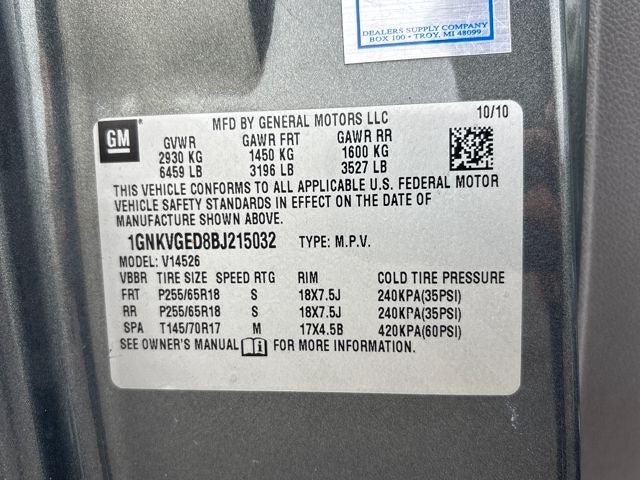 DEALERS SUPPLY COMPANY
BOX 100 • TROY, MI 48099
GM
MFD BY GENERAL MOTORS LLC 10/10
GVWR GAWR FRT GAWR RR
2930 KG 1450 KG 1600 KG
6459 LB 3196 LB 3527 LB
THIS VEHICLE CONFORMS TO ALL APPLICABLE U.S. FEDERAL MOTOR
VEHICLE SAFETY STANDARDS IN EFFECT ON THE DATE OF
MANUFACTURE SHOWN ABOVE.
1GNKVGED8BJ215032 TYPE: M.P.V.
MODEL: V14526
VBBR TIRE SIZE SPEED RTG RIM COLD TIRE PRESSURE
FRT P255/65R18 S 18X7.5J 240KPA(35PSI)
RR P255/65R18 S 18X7.5J 240KPA(35PSI)
SPA T145/70R17 M 17X4.5B 420KPA(60PSI)
SEE OWNER'S MANUAL FOR MORE INFORMATION.